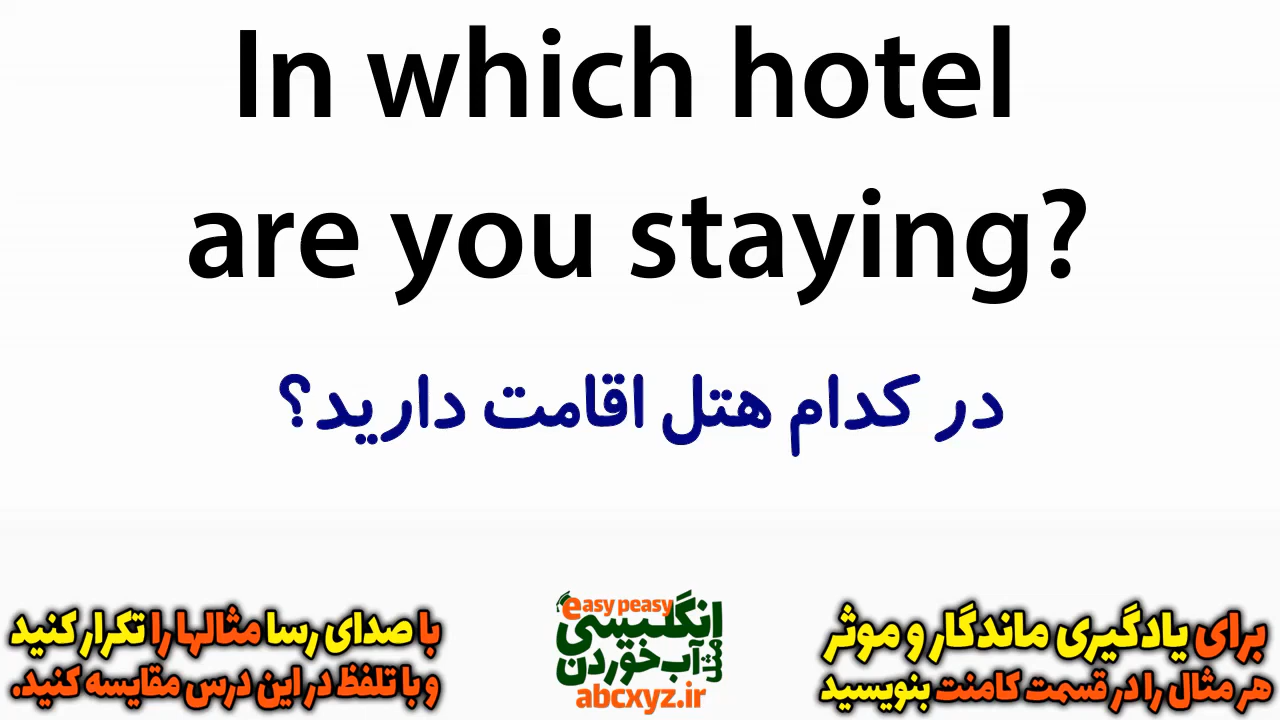 In which hotel
are you staying?
در کدام هتل اقامت دارید؟
برای یادگیری ماندگار و موثر
هر مثال را در قسمت کامنت بنویسید
easy peasy
انگلیسی
مثل آب خوردن
abcxyz.ir
با صدای رسا مثالها را تکرار کنید
و با تلفظ در این درس مقایسه کنید.